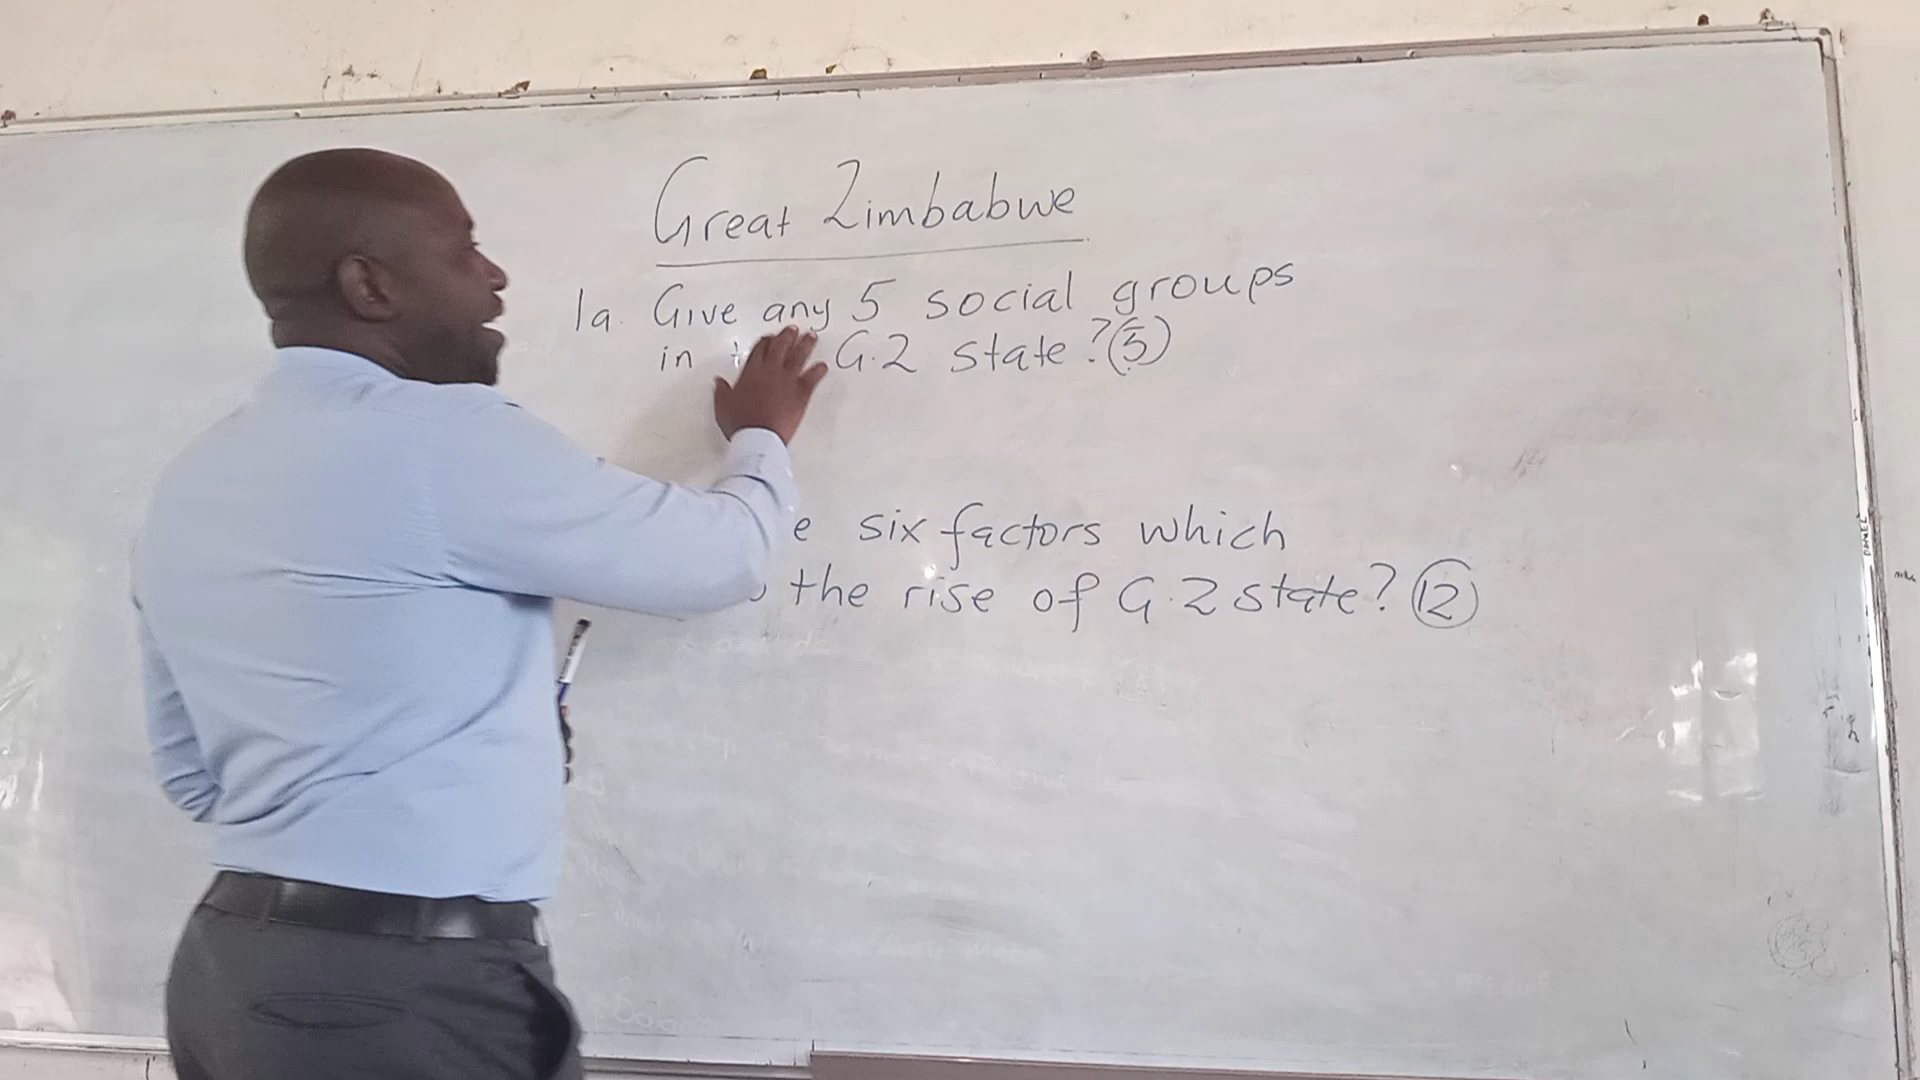 Great Zimbabwe
1a. Give any 5 social groups
in G.Z state? (5)
six factors which
the rise of G.Z state? (12)